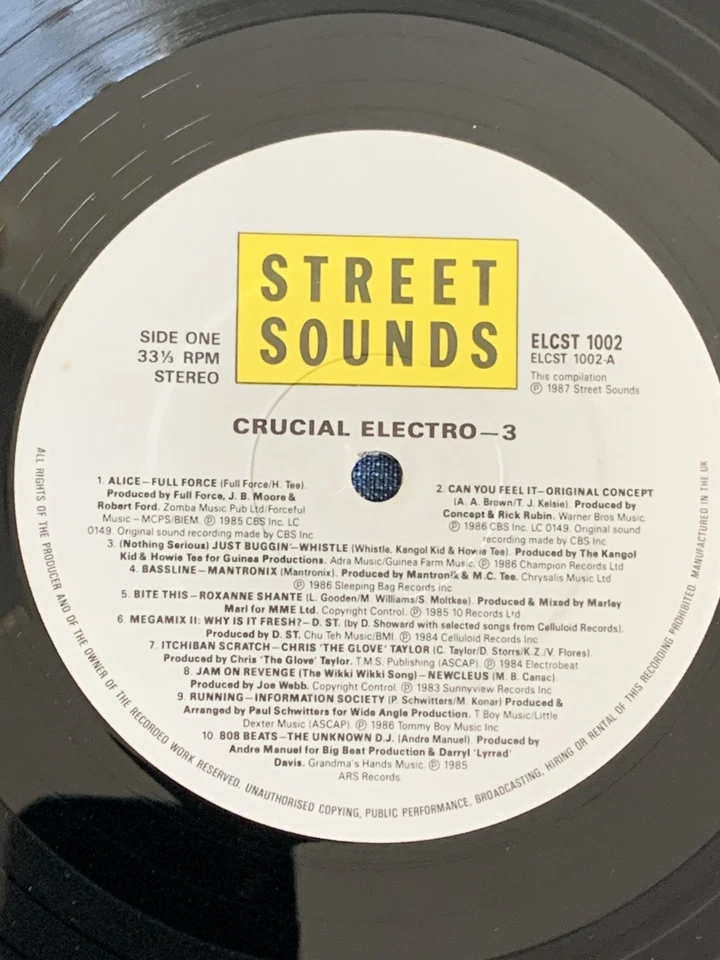 STREET
SOUNDS
SIDE ONE
33⅓ RPM
STEREO
ELCST 1002
ELCST 1002-A
This compilation
℗ 1987 Street Sounds
CRUCIAL ELECTRO—3
1. ALICE—FULL FORCE (Full Force/H. Tee).
Produced by Full Force, J. B. Moore &
Robert Ford. Zomba Music Pub Ltd/Forceful
Music—MCPS/BIEM. ℗ 1985 CBS Inc. LC
0149. Original sound recording made by CBS Inc
2. CAN YOU FEEL IT—ORIGINAL CONCEPT
(A. A. Brown/T. J. Keisie). Produced by
Concept & Rick Rubin. Warner Bros Music.
℗ 1986 CBS Inc. LC 0149. Original sound
recording made by CBS Inc
3. (Nothing Serious) JUST BUGGIN'—WHISTLE (Whistle, Kangol Kid & Howie Tee). Produced by The Kangol
Kid & Howie Tee for Guinea Productions. Adra Music/Guinea Farm Music. ℗ 1986 Champion Records Ltd
4. BASSLINE—MANTRONIX (Mantronix). Produced by Mantronik & M.C. Tee. Chrysalis Music Ltd
℗ 1986 Sleeping Bag Records Inc
5. BITE THIS—ROXANNE SHANTE (L. Gooden/M. Williams/S. Moltkee). Produced & Mixed by Marley
Marl for MME Ltd. Copyright Control. ℗ 1985 10 Records Ltd
6 MEGAMIX II: WHY IS IT FRESH?—D. ST. (by D. Showard with selected songs from Celluloid Records).
Produced by D. ST. Chu Teh Music/BMI. ℗ 1984 Celluloid Records Inc
7. ITCHIBAN SCRATCH—CHRIS 'THE GLOVE' TAYLOR (C. Taylor/D. Storrs/K.Z./V. Flores).
Produced by Chris 'The Glove' Taylor. T.M.S. Publishing (ASCAP). ℗ 1984 Electrobeat
8. JAM ON REVENGE (The Wikki Wikki Song)—NEWCLEUS (M. B. Canac).
Produced by Joe Webb. Copyright Control. ℗ 1983 Sunnyview Records Inc
9. RUNNING—INFORMATION SOCIETY (P. Schwitters/M. Konar) Produced &
Arranged by Paul Schwitters for Wide Angle Production. T Boy Music/Little
Dexter Music (ASCAP). ℗ 1986 Tommy Boy Music Inc
10. 808 BEATS—THE UNKNOWN D.J. (Andre Manuel). Produced by
Andre Manuel for Big Beat Production & Darryl 'Lyrrad'
Davis. Grandma's Hands Music. ℗ 1985
ARS Records.
ALL RIGHTS OF THE PRODUCER AND OF THE OWNER OF THE RECORDED WORK RESERVED. UNAUTHORISED COPYING, PUBLIC PERFORMANCE, BROADCASTING, HIRING OR RENTAL OF THIS RECORDING PROHIBITED. MANUFACTURED IN THE UK